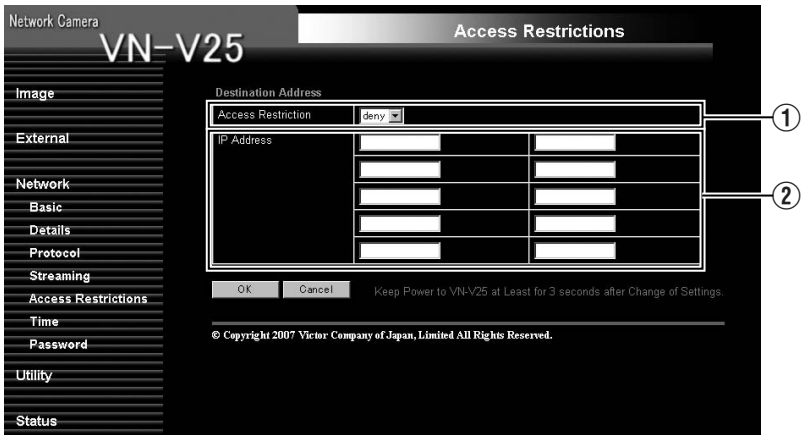 Network Camera
VN-V25
Access Restrictions
Image
External
Network
Basic
Details
Protocol
Streaming
Access Restrictions
Time
Password
Utility
Status
Destination Address
Access Restriction
deny
①
IP Address
②
OK
Cancel
Keep Power to VN-V25 at Least for 3 seconds after Change of Settings.
© Copyright 2007 Victor Company of Japan, Limited All Rights Reserved.